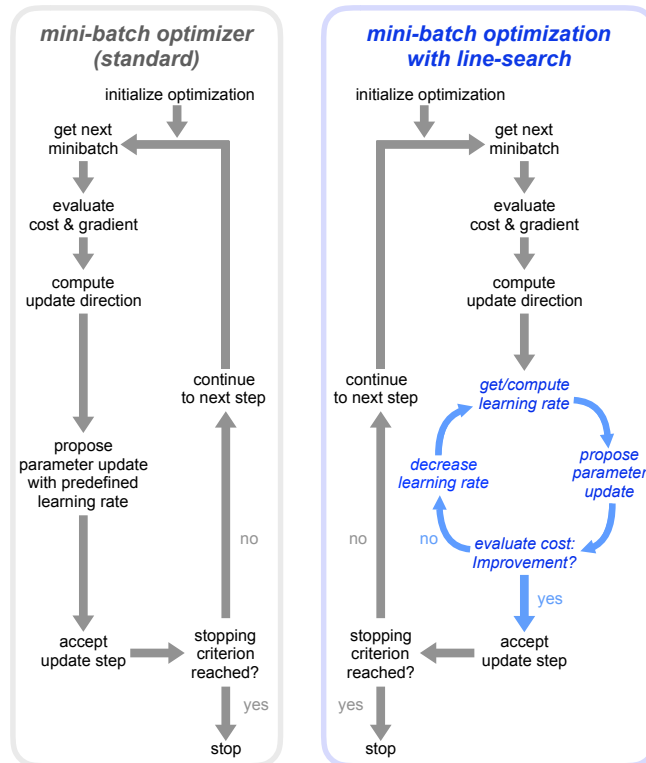 mini-batch optimizer
(standard)
initialize optimization
get next
minibatch
evaluate
cost & gradient
compute
update direction
continue
to next step
propose
parameter update
with predefined
learning rate
no
accept
update step
stopping
criterion
reached?
yes
stop
mini-batch optimization
with line-search
initialize optimization
get next
minibatch
evaluate
cost & gradient
compute
update direction
get/compute
learning rate
continue
to next step
decrease
learning rate
propose
parameter
update
no
no
evaluate cost:
Improvement?
yes
stopping
criterion
reached?
accept
update step
yes
stop